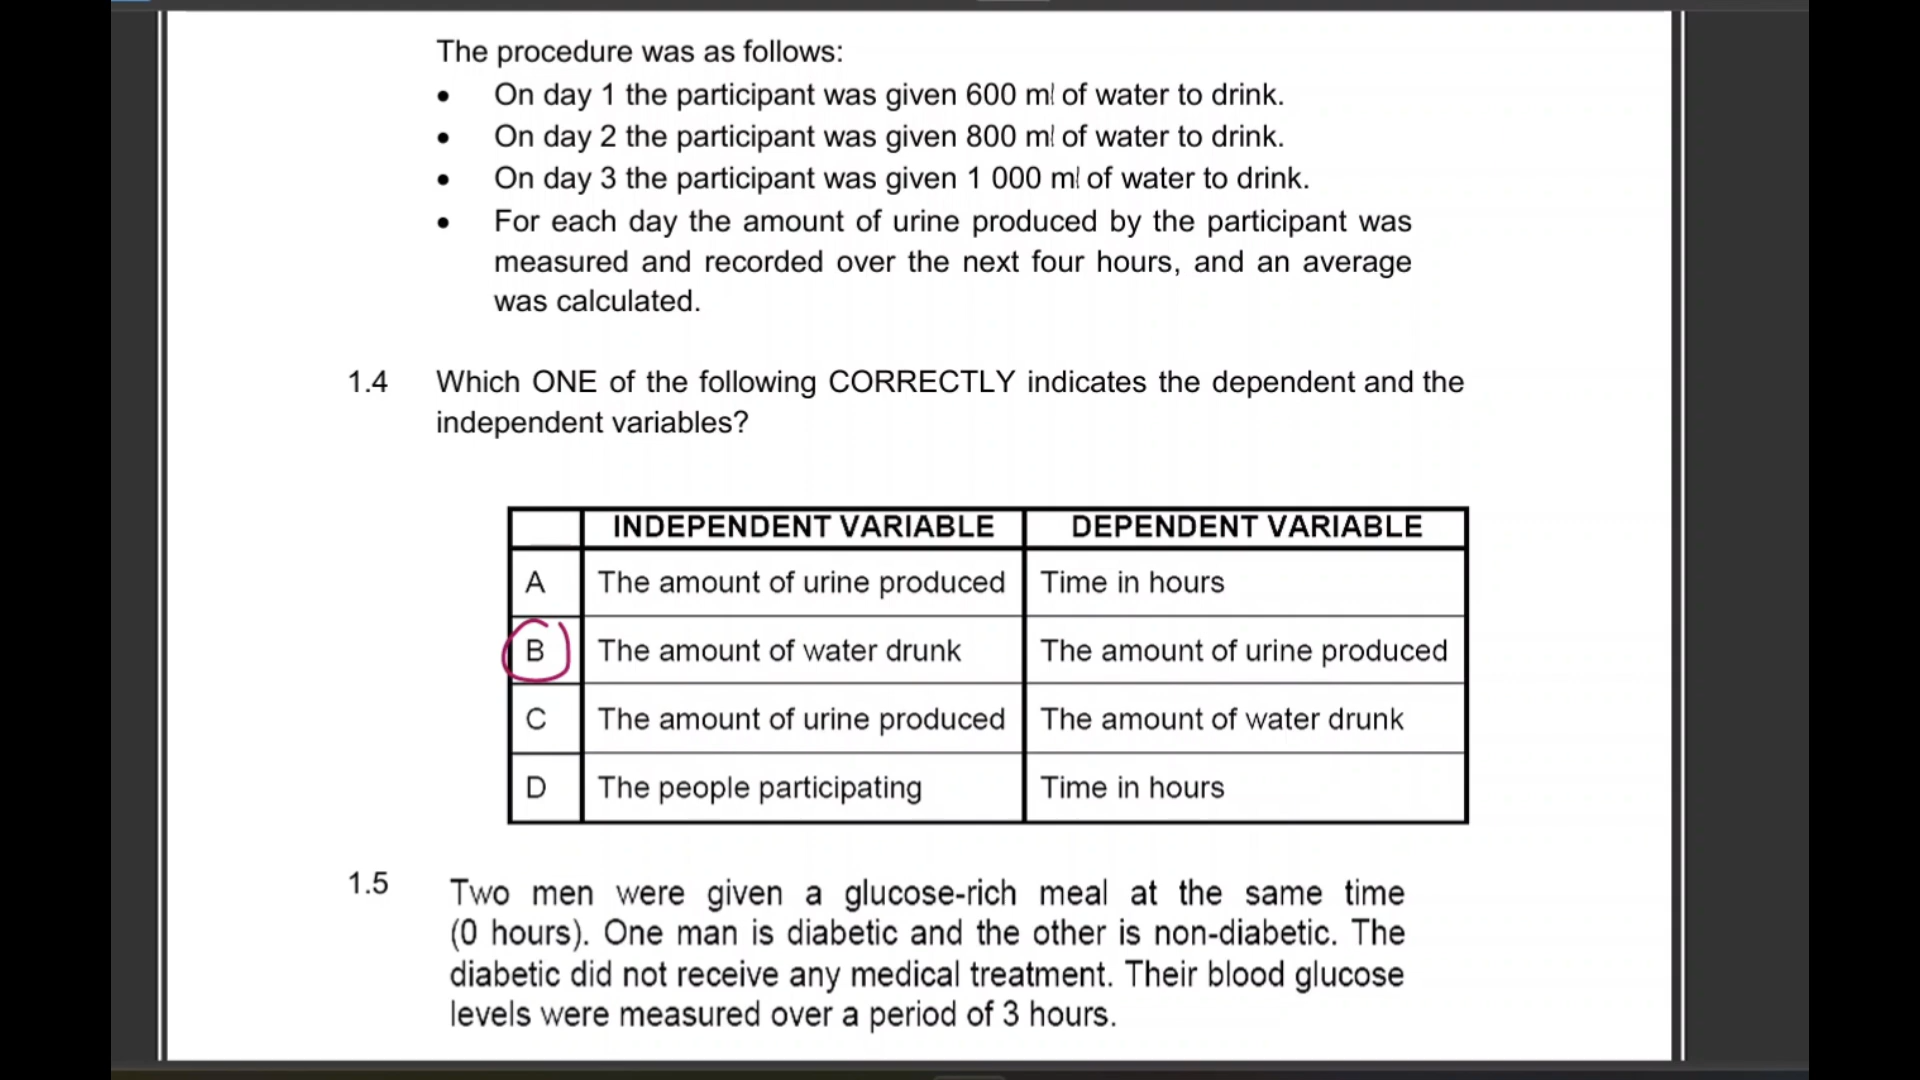 The procedure was as follows:
• On day 1 the participant was given 600 ml of water to drink.
• On day 2 the participant was given 800 ml of water to drink.
• On day 3 the participant was given 1 000 ml of water to drink.
• For each day the amount of urine produced by the participant was
measured and recorded over the next four hours, and an average
was calculated.
1.4 Which ONE of the following CORRECTLY indicates the dependent and the
independent variables?
INDEPENDENT VARIABLE DEPENDENT VARIABLE
A The amount of urine produced Time in hours
B The amount of water drunk The amount of urine produced
C The amount of urine produced The amount of water drunk
D The people participating Time in hours
1.5 Two men were given a glucose-rich meal at the same time
(0 hours). One man is diabetic and the other is non-diabetic. The
diabetic did not receive any medical treatment. Their blood glucose
levels were measured over a period of 3 hours.